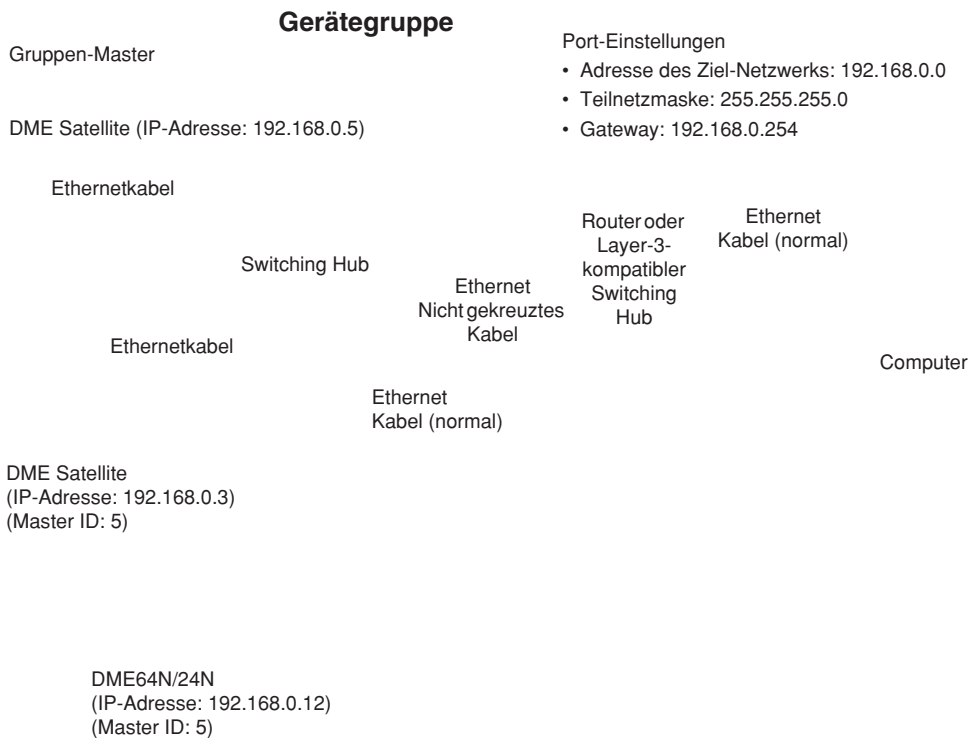 Gerätegruppe
Gruppen-Master
Port-Einstellungen
• Adresse des Ziel-Netzwerks: 192.168.0.0
• Teilnetzmaske: 255.255.255.0
• Gateway: 192.168.0.254
DME Satellite (IP-Adresse: 192.168.0.5)
Ethernetkabel
Switching Hub
Ethernet
Nicht gekreuztes
Kabel
Router oder
Layer-3-
kompatibler
Switching
Hub
Ethernet
Kabel (normal)
Ethernetkabel
Computer
Ethernet
Kabel (normal)
DME Satellite
(IP-Adresse: 192.168.0.3)
(Master ID: 5)
DME64N/24N
(IP-Adresse: 192.168.0.12)
(Master ID: 5)